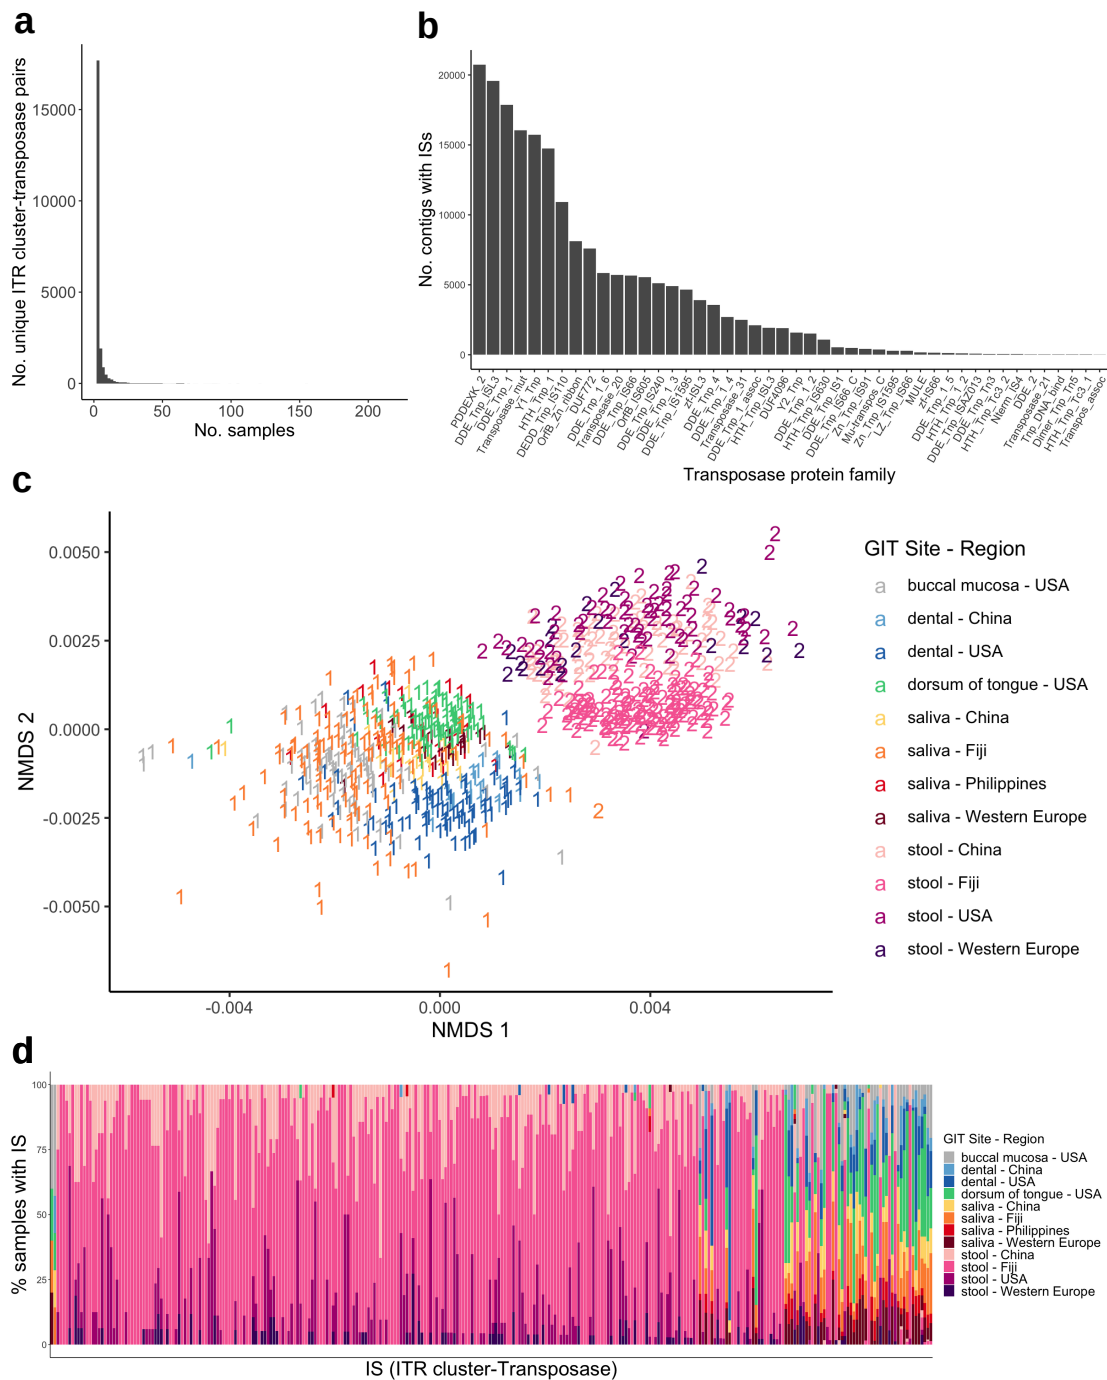 a
No. unique ITR cluster-transposase pairs
15000
10000
5000
0
0
50
100
150
200
No. samples
b
No. contigs with ISs
20000
15000
10000
5000
0
PDDEXK_2
DDE_Tnp_ISL3
DDE_Tnp_1
Transposase_mut
Y1_Tnp
HTH_Tnp_1
DEDD_Tnp_IS110
OrfB_Zn_ribbon
DUF772
DDE_Tnp_1_6
Transposase_20
DDE_Tnp_IS66
OrfB_IS605
DDE_Tnp_IS240
DDE_Tnp_1_3
DDE_Tnp_IS1595
zf-ISL3
DDE_Tnp_4
DDE_Tnp_1_4
Transposase_31
DDE_Tnp_1_assoc
HTH_Tnp_ISL3
DUF4096
Y2_Tnp
DDE_Tnp_1_2
HTH_Tnp_IS630
DDE_Tnp_IS1
DDE_Tnp_IS66_C
Zn_Tnp_IS91
Mu-transpos_C
Zn_Tnp_IS1595
LZ_Tnp_IS66
MULE
zf-IS66
DDE_Tnp_1_5
HTH_Tnp_1_2
DDE_Tnp_ISAZ013
DDE_Tnp_Tn3
HTH_Tnp_Tc3_2
Nterm_IS4
DDE_2
Transposase_21
Tnp_DNA_bind
Dimer_Tnp_Tn5
HTH_Tnp_Tc3_1
Transpos_assoc
Transposase protein family
c
NMDS 2
0.0050
0.0025
0.0000
-0.0025
-0.0050
-0.004
0.000
0.004
NMDS 1
GIT Site - Region
a buccal mucosa - USA
a dental - China
a dental - USA
a dorsum of tongue - USA
a saliva - China
a saliva - Fiji
a saliva - Philippines
a saliva - Western Europe
a stool - China
a stool - Fiji
a stool - USA
a stool - Western Europe
d
% samples with IS
100
75
50
25
0
IS (ITR cluster-Transposase)
GIT Site - Region
buccal mucosa - USA
dental - China
dental - USA
dorsum of tongue - USA
saliva - China
saliva - Fiji
saliva - Philippines
saliva - Western Europe
stool - China
stool - Fiji
stool - USA
stool - Western Europe